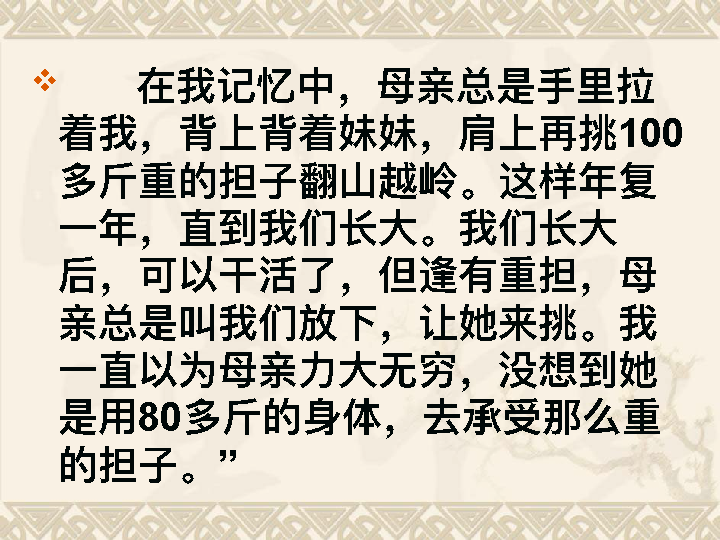 在我记忆中，母亲总是手里拉
着我，背上背着妹妹，肩上再挑100
多斤重的担子翻山越岭。这样年复
一年，直到我们长大。我们长大
后，可以干活了，但逢有重担，母
亲总是叫我们放下，让她来挑。我
一直以为母亲力大无穷，没想到她
是用80多斤的身体，去承受那么重
的担子。”